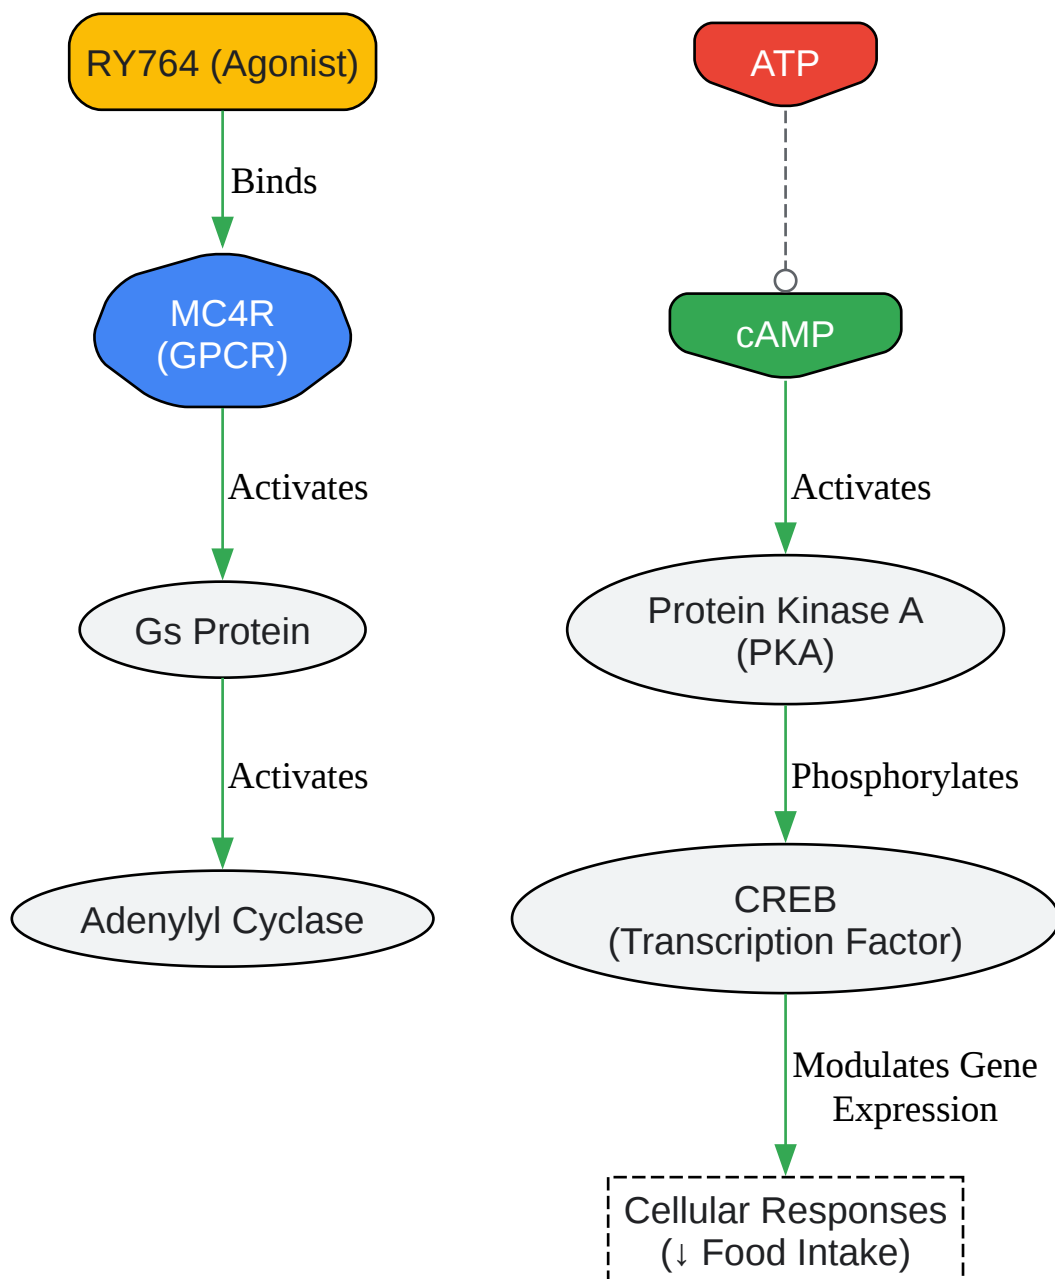 RY764 (Agonist)
Binds
MC4R
(GPCR)
Activates
Gs Protein
Activates
Adenylyl Cyclase
ATP
cAMP
Activates
Protein Kinase A
(PKA)
Phosphorylates
CREB
(Transcription Factor)
Modulates Gene
Expression
Cellular Responses
(↓ Food Intake)